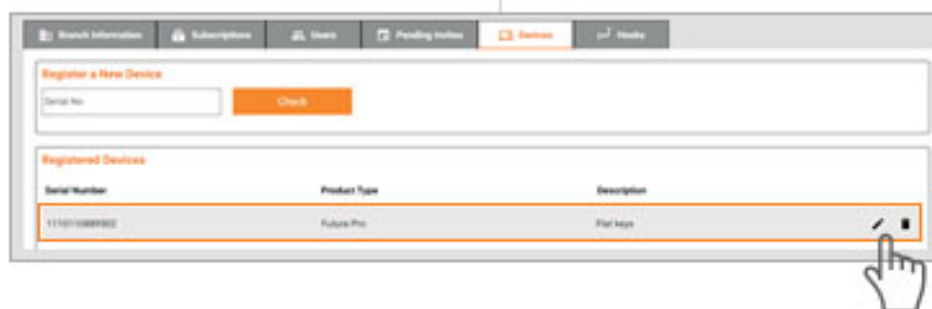 Branch Information Subscriptions Users Pending Invites Devices Hooks
Register a New Device
Serial No Check
Registered Devices
Serial Number Product Type Description
Futura Pro Flat keys